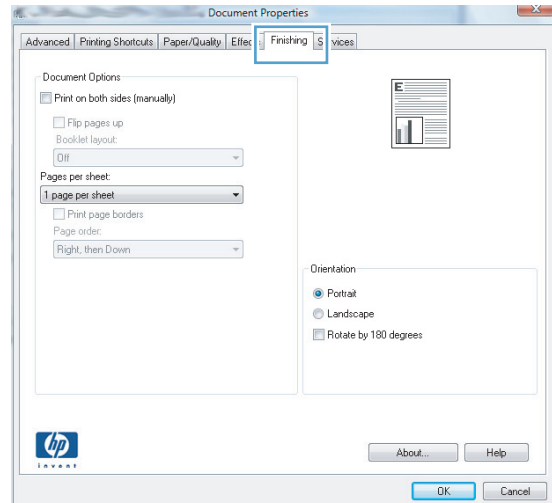 Document Properties
Advanced Printing Shortcuts Paper/Quality Finishing
Document Options
Print on both sides (manually)
Flip pages up
Booklet layout:
Off
Pages per sheet:
1 page per sheet
Print page borders
Page order:
Right, then Down
E
Orientation
Portrait
Landscape
Rotate by 180 degrees
hp
invent
About... Help
OK Cancel